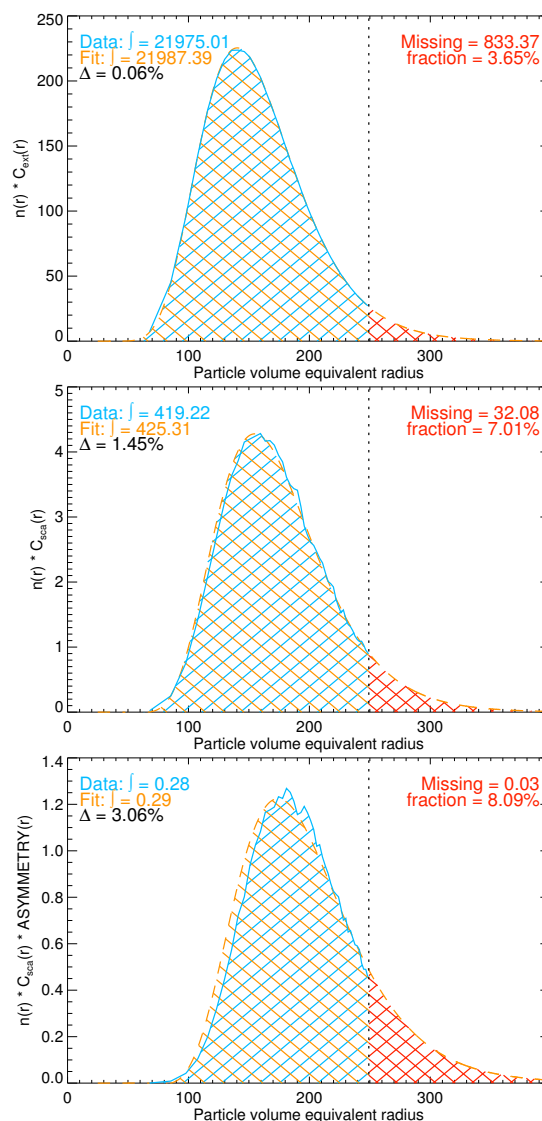 Data: ∫ = 21975.01
Fit: ∫ = 21987.39
Δ = 0.06%
Missing = 833.37
fraction = 3.65%
250
200
150
100
50
0
n(r) * C_ext(r)
0 100 200 300
Particle volume equivalent radius
Data: ∫ = 419.22
Fit: ∫ = 425.31
Δ = 1.45%
Missing = 32.08
fraction = 7.01%
5
4
3
2
1
0
n(r) * C_sca(r)
0 100 200 300
Particle volume equivalent radius
Data: ∫ = 0.28
Fit: ∫ = 0.29
Δ = 3.06%
Missing = 0.03
fraction = 8.09%
1.4
1.2
1.0
0.8
0.6
0.4
0.2
0.0
n(r) * C_sca(r) * ASYMMETRY(r)
0 100 200 300
Particle volume equivalent radius